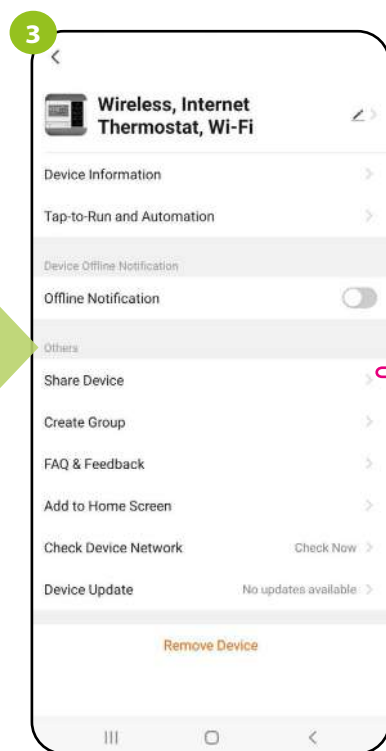 3
Wireless, Internet
Thermostat, Wi-Fi
Device Information
Tap-to-Run and Automation
Device Offline Notification
Offline Notification
Others
Share Device
Create Group
FAQ & Feedback
Add to Home Screen
Check Device Network Check Now
Device Update No updates available
Remove Device